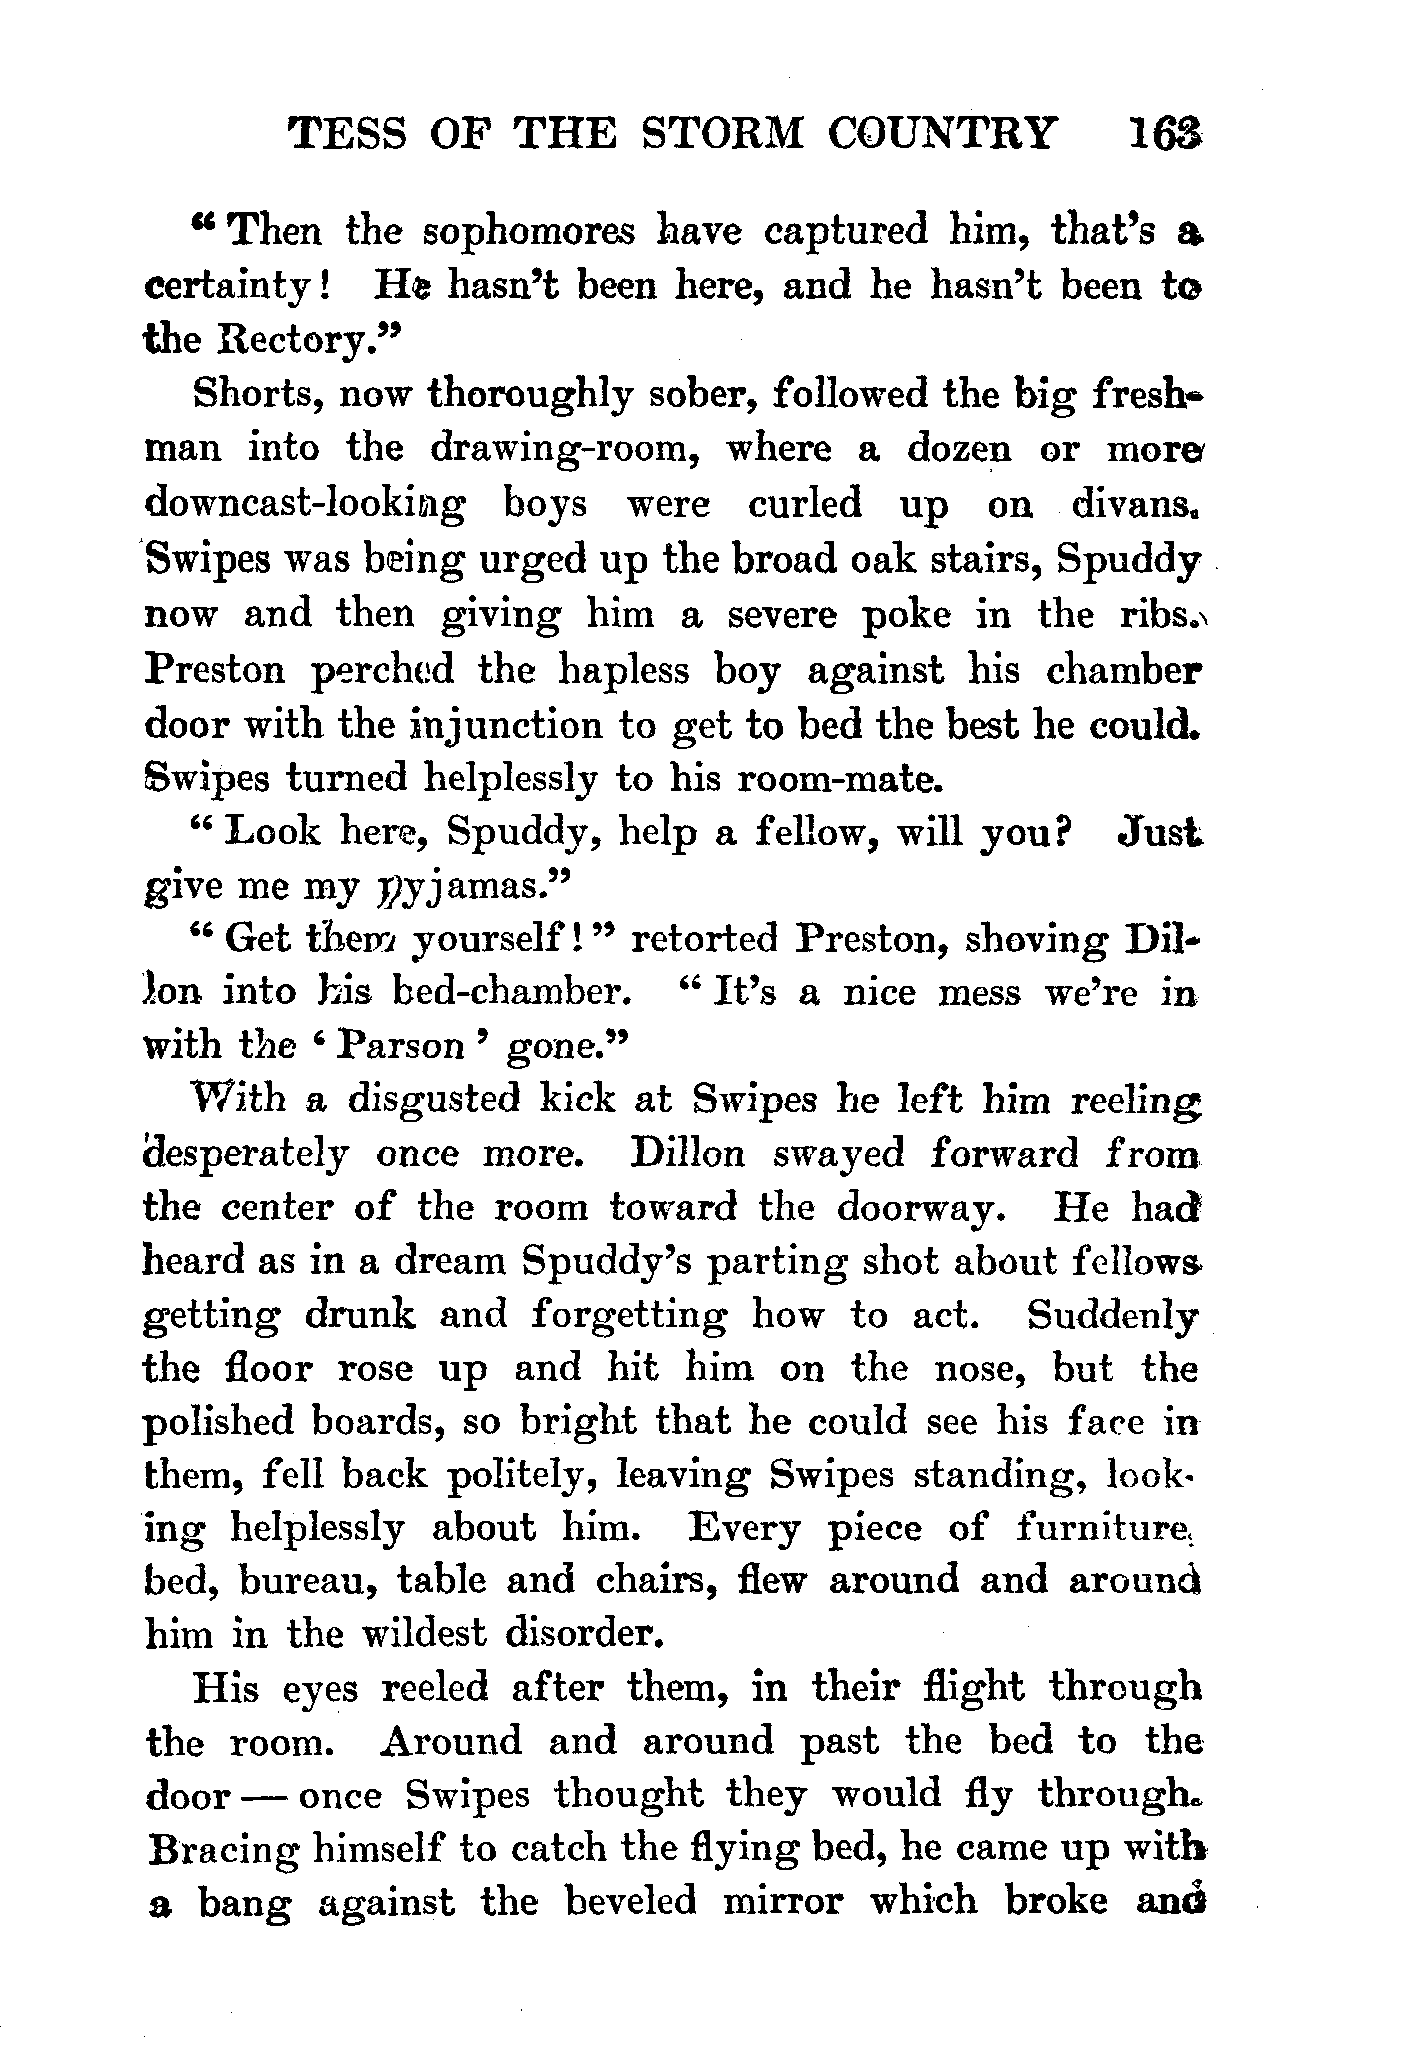 TESS OF THE STORM COUNTRY 163
" Then the sophomores have captured him, that's a
certainty! He hasn't been here, and he hasn't been to
the Rectory."
Shorts, now thoroughly sober, followed the big fresh-
man into the drawing-room, where a dozen or more
downcast-looking boys were curled up on divans.
Swipes was being urged up the broad oak stairs, Spuddy
now and then giving him a severe poke in the ribs.
Preston perched the hapless boy against his chamber
door with the injunction to get to bed the best he could.
Swipes turned helplessly to his room-mate.
" Look here, Spuddy, help a fellow, will you? Just
give me my pyjamas."
" Get them yourself! " retorted Preston, shoving Dil-
lon into his bed-chamber. " It's a nice mess we're in
with the ' Parson ' gone."
With a disgusted kick at Swipes he left him reeling
desperately once more. Dillon swayed forward from
the center of the room toward the doorway. He had
heard as in a dream Spuddy's parting shot about fellows
getting drunk and forgetting how to act. Suddenly
the floor rose up and hit him on the nose, but the
polished boards, so bright that he could see his face in
them, fell back politely, leaving Swipes standing, look-
ing helplessly about him. Every piece of furniture,
bed, bureau, table and chairs, flew around and around
him in the wildest disorder.
His eyes reeled after them, in their flight through
the room. Around and around past the bed to the
door — once Swipes thought they would fly through.
Bracing himself to catch the flying bed, he came up with
a bang against the beveled mirror which broke and